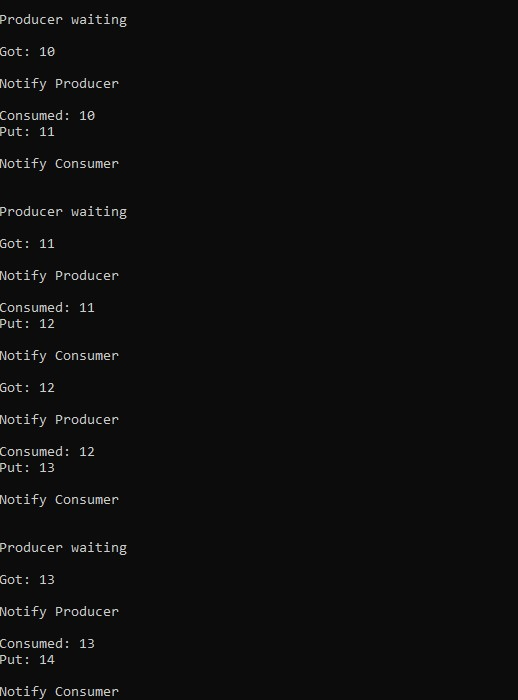 Producer waiting
Got: 10
Notify Producer
Consumed: 10
Put: 11
Notify Consumer
Producer waiting
Got: 11
Notify Producer
Consumed: 11
Put: 12
Notify Consumer
Got: 12
Notify Producer
Consumed: 12
Put: 13
Notify Consumer
Producer waiting
Got: 13
Notify Producer
Consumed: 13
Put: 14
Notify Consumer